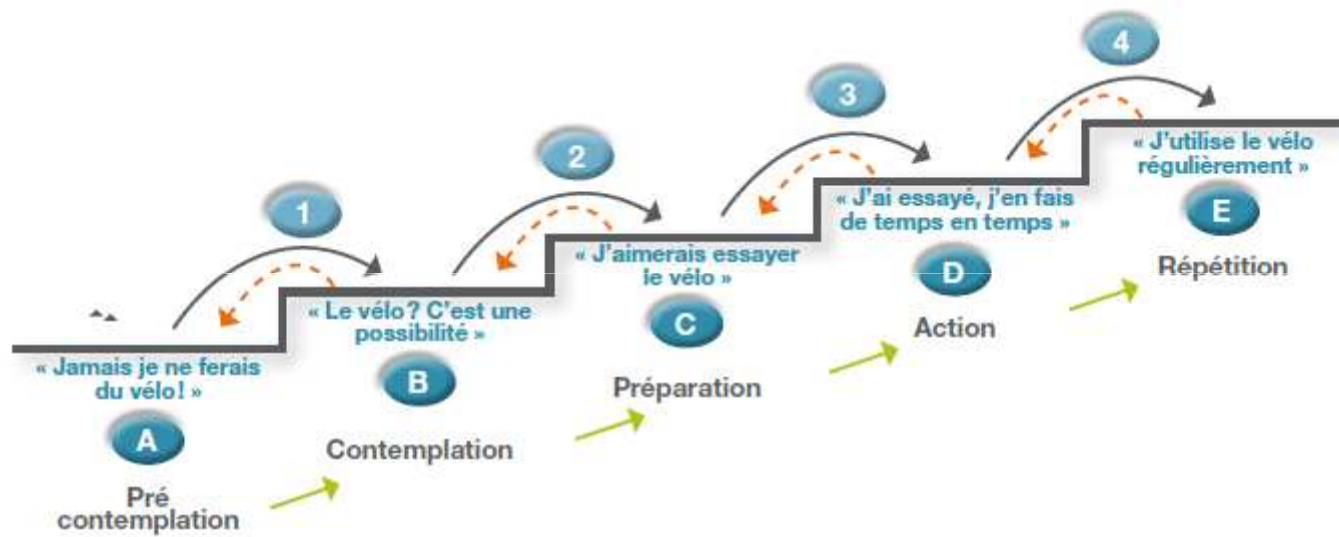 1
« Jamais je ne ferais
du vélo! »
A
Pré
contemplation
2
« Le vélo? C'est une
possibilité »
B
Contemplation
3
« J'aimerais essayer
le vélo »
C
Préparation
4
« J'ai essayé, j'en fais
de temps en temps »
D
Action
« J'utilise le vélo
régulièrement »
E
Répétition